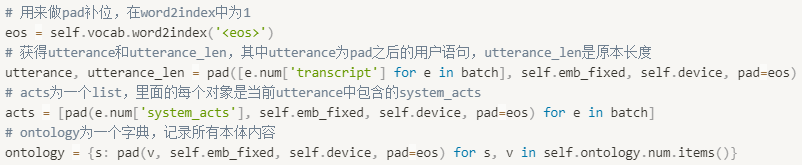 # 用来做pad补位，在word2index中为1
eos = self.vocab.word2index('<eos>')
# 获得utterance和utterance_len，其中utterance为pad之后的用户语句，utterance_len是原本长度
utterance, utterance_len = pad([e.num['transcript'] for e in batch], self.emb_fixed, self.device, pad=eos)
# acts为一个list，里面的每个对象是当前utterance中包含的system_acts
acts = [pad(e.num['system_acts'], self.emb_fixed, self.device, pad=eos) for e in batch]
# ontology为一个字典，记录所有本体内容
ontology = {s: pad(v, self.emb_fixed, self.device, pad=eos) for s, v in self.ontology.num.items()}